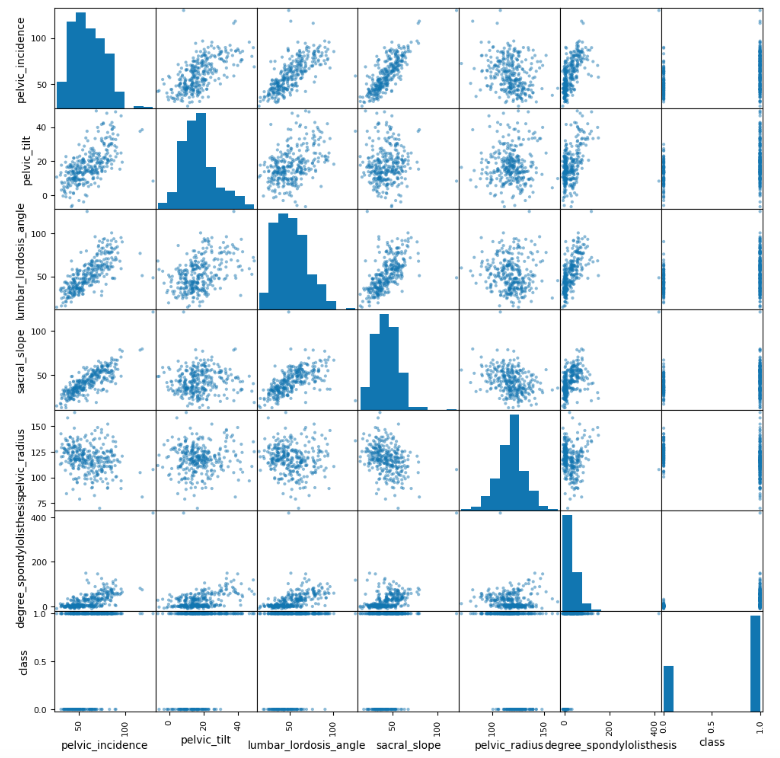 pelvic_incidence
100
50
pelvic_tilt
40
20
0
lumbar_lordosis_angle
100
50
sacral_slope
100
50
pelvic_radius
150
125
100
75
degree_spondylolisthesis
400
200
0
class
1.0
0.5
0.0
50 100 0 20 40 50 100 50 100 100 150 0 200 40 0.0 0.5 1.0
pelvic_incidence pelvic_tilt lumbar_lordosis_angle sacral_slope pelvic_radius degree_spondylolisthesis class